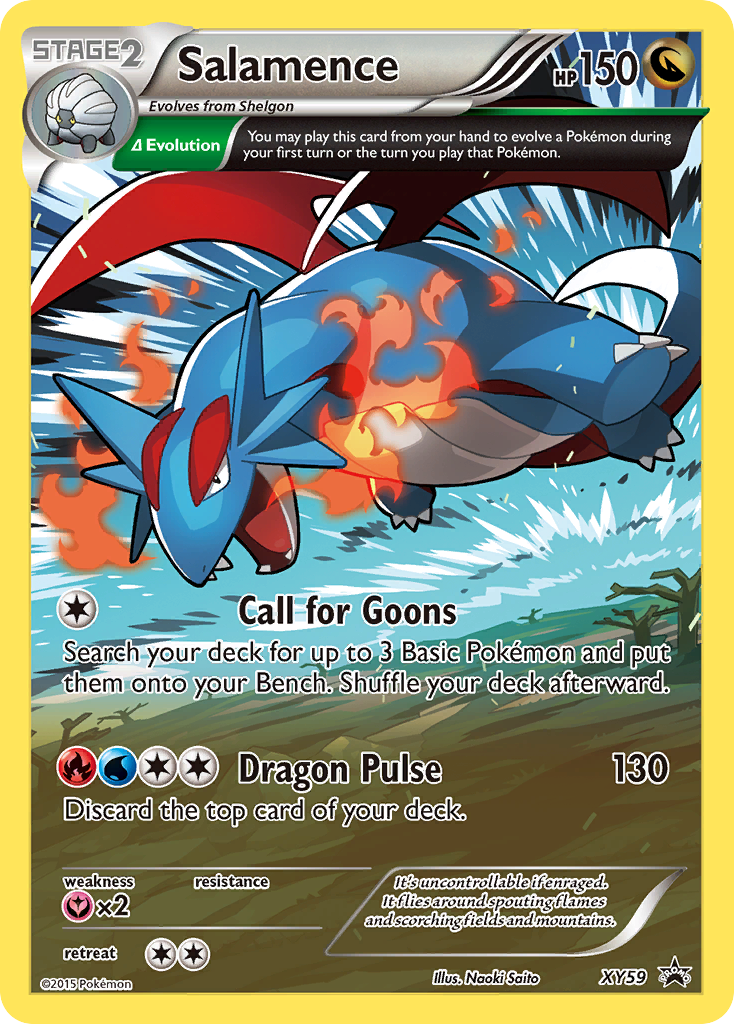 STAGE2
Salamence
HP150
Evolves from Shelgon
Δ Evolution
You may play this card from your hand to evolve a Pokémon during
your first turn or the turn you play that Pokémon.
Call for Goons
Search your deck for up to 3 Basic Pokémon and put
them onto your Bench. Shuffle your deck afterward.
Dragon Pulse 130
Discard the top card of your deck.
weakness resistance
×2
retreat
It's uncontrollable if enraged.
It flies around spouting flames
and scorching fields and mountains.
©2015 Pokémon Illus. Naoki Saito XY59 PROMO